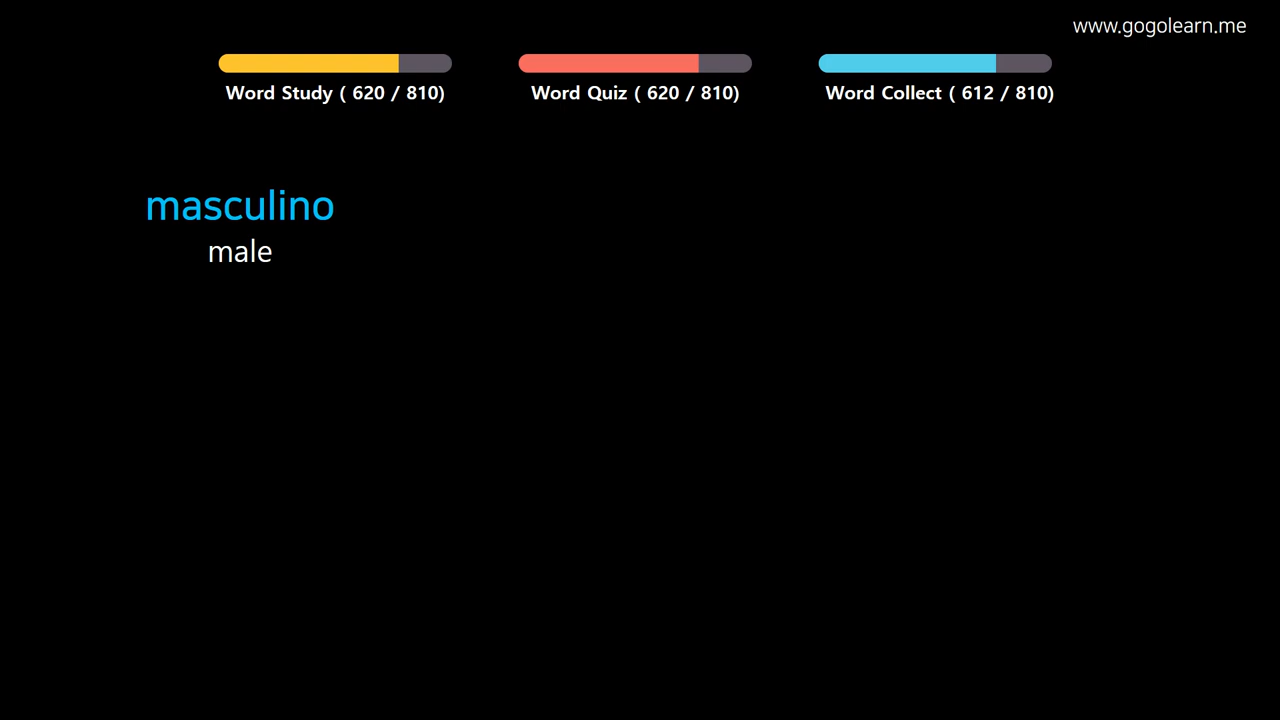 www.gogolearn.me
Word Study ( 620 / 810)
Word Quiz ( 620 / 810)
Word Collect ( 612 / 810)
masculino
male